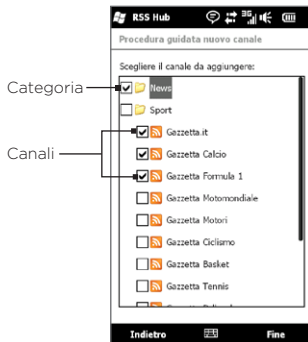 RSS Hub
3G
Procedura guidata nuovo canale
Scegliere il canale da aggiungere:
Categoria
News
Sport
Canali
Gazzetta.it
Gazzetta Calcio
Gazzetta Formula 1
Gazzetta Motomondiale
Gazzetta Motori
Gazzetta Ciclismo
Gazzetta Basket
Gazzetta Tennis
Indietro
Fine